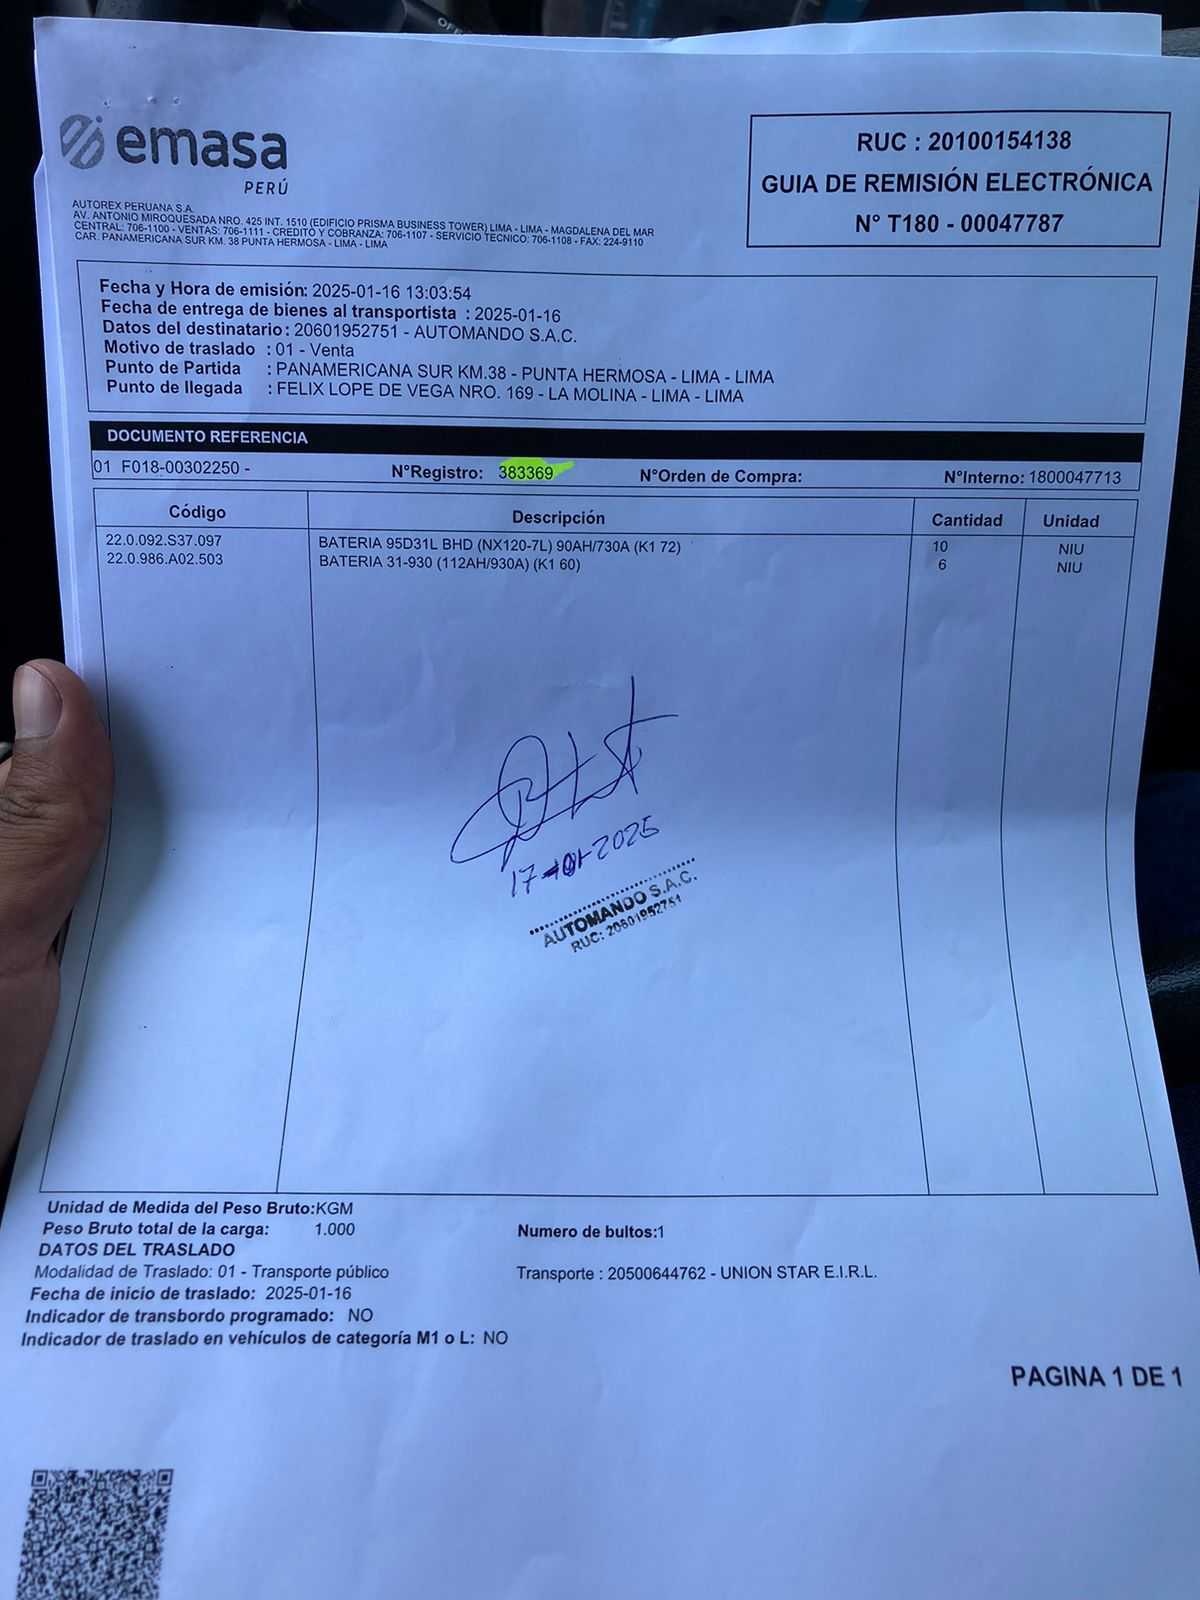 emasa
PERÚ
AUTOREX PERUANA S.A.
AV. ANTONIO MIROQUESADA NRO. 425 INT. 1510 (EDIFICIO PRISMA BUSINESS TOWER) LIMA - LIMA - MAGDALENA DEL MAR
CENTRAL: 706-1100 - VENTAS: 706-1111 - CREDITO Y COBRANZA: 706-1107 - SERVICIO TECNICO: 706-1108 - FAX: 224-9110
CAR. PANAMERICANA SUR KM. 38 PUNTA HERMOSA - LIMA - LIMA
RUC : 20100154138
GUIA DE REMISIÓN ELECTRÓNICA
N° T180 - 00047787
Fecha y Hora de emisión: 2025-01-16 13:03:54
Fecha de entrega de bienes al transportista : 2025-01-16
Datos del destinatario : 20601952751 - AUTOMANDO S.A.C.
Motivo de traslado : 01 - Venta
Punto de Partida : PANAMERICANA SUR KM.38 - PUNTA HERMOSA - LIMA - LIMA
Punto de llegada : FELIX LOPE DE VEGA NRO. 169 - LA MOLINA - LIMA - LIMA
DOCUMENTO REFERENCIA
01 F018-00302250 - N°Registro: 383369 N°Orden de Compra: N°Interno: 1800047713
Código Descripción Cantidad Unidad
22.0.092.S37.097 BATERIA 95D31L BHD (NX120-7L) 90AH/730A (K1 72) 10 NIU
22.0.986.A02.503 BATERIA 31-930 (112AH/930A) (K1 60) 6 NIU
17-01-2025
AUTOMANDO S.A.C.
RUC: 20601952751
Unidad de Medida del Peso Bruto:KGM
Peso Bruto total de la carga: 1.000 Numero de bultos:1
DATOS DEL TRASLADO
Modalidad de Traslado: 01 - Transporte público Transporte : 20500644762 - UNION STAR E.I.R.L.
Fecha de inicio de traslado: 2025-01-16
Indicador de transbordo programado: NO
Indicador de traslado en vehículos de categoría M1 o L: NO
PAGINA 1 DE 1